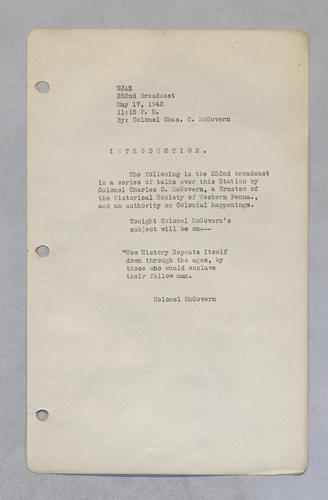 WJAS
252nd Broadcast
May 17, 1942
11:15 P. M.
By: Colonel Chas. C. McGovern
I N T R O D U C T I O N .
The following is the 252nd broadcast
in a series of talks over this Station by
Colonel Charles C. McGovern, a Trustee of
the Historical Society of Western Penna.,
and an authority on Colonial happenings.
Tonight Colonel McGovern's
subject will be on---
"How History Repeats Itself
down through the ages, by
those who would enslave
their fellow man.
Colonel McGovern